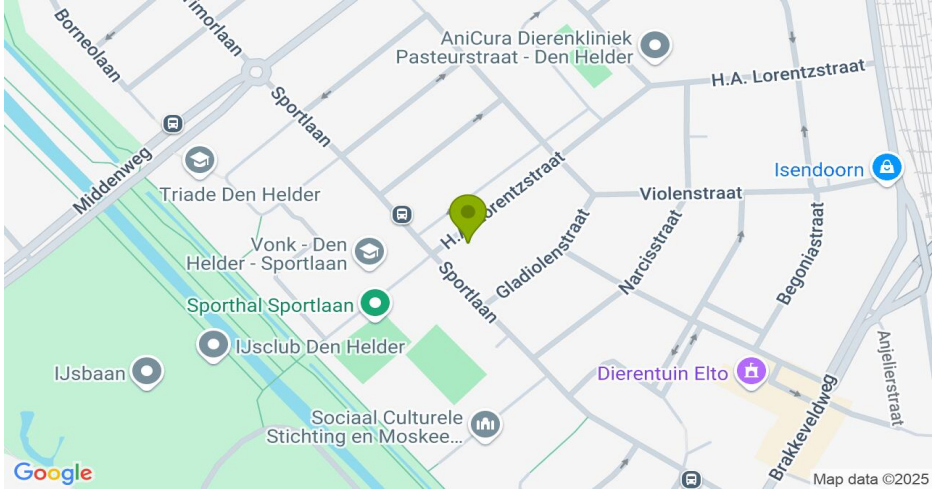 Borneolaan
Timorlaan
AniCura Dierenkliniek
Pasteurstraat - Den Helder
H.A. Lorentzstraat
Sportlaan
Middenweg
Triade Den Helder
Isendoorn
Violenstraat
H.A. Lorentzstraat
Vonk - Den
Helder - Sportlaan
Gladiolenstraat
Narcisstraat
Begoniastraat
Sportlaan
Sporthal Sportlaan
IJsclub Den Helder
IJsbaan
Dierentuin Elto
Anjelierstraat
Sociaal Culturele
Stichting en Moskee...
Brakkeveldweg
Google
Map data ©2025